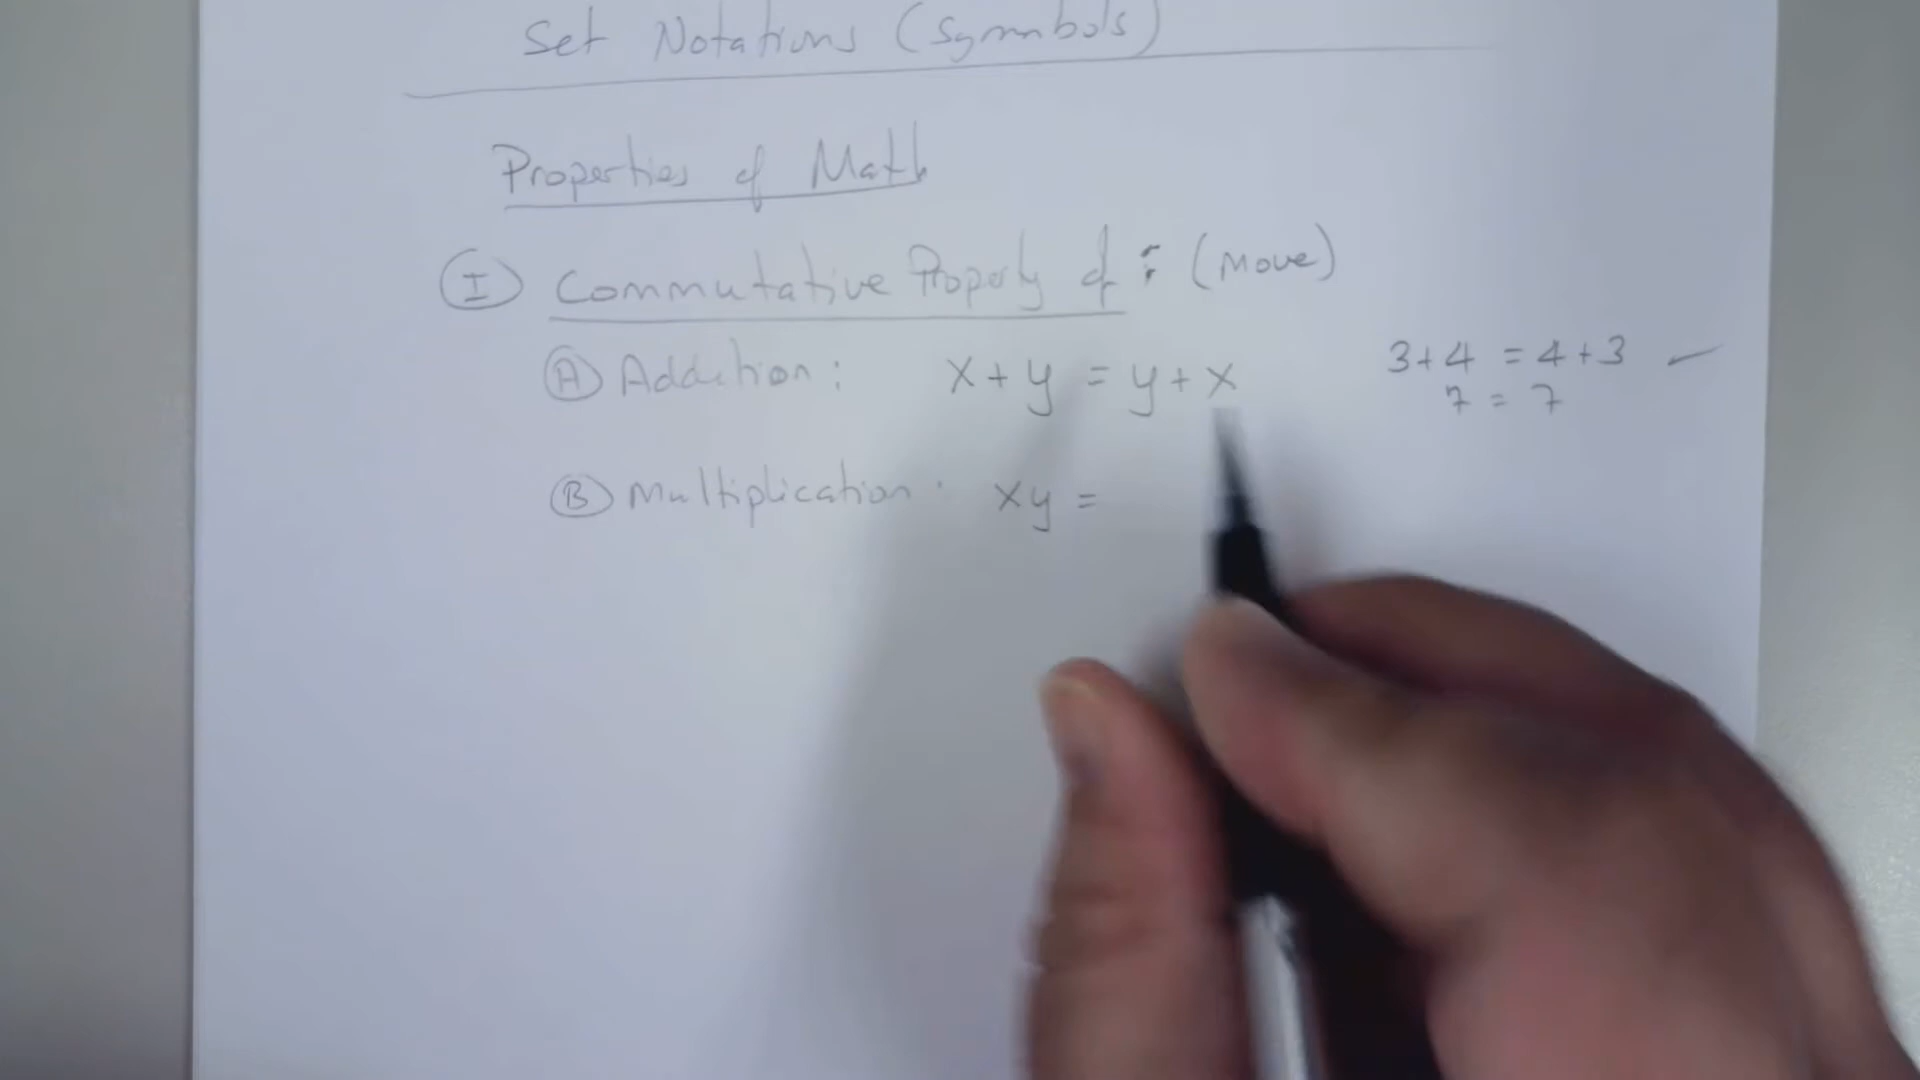 Set Notations (Symbols)
Properties of Math
I Commutative Property of : (Move)
A Addition : x + y = y + x 3+4 = 4+3
7 = 7
B Multiplication : xy =